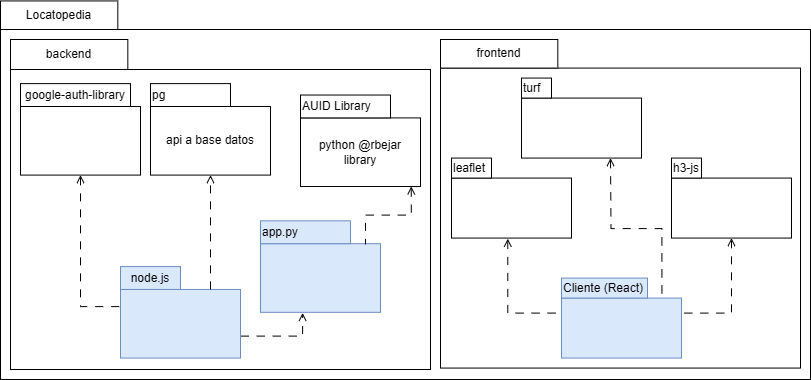 Locatopedia
backend
frontend
google-auth-library
pg
api a base datos
AUID Library
python @rbejar
library
turf
leaflet
h3-js
app.py
node.js
Cliente (React)